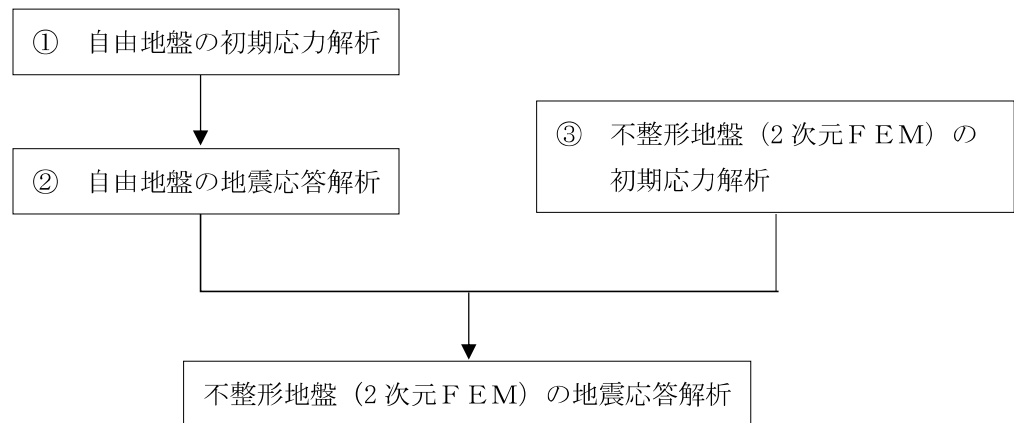 ① 自由地盤の初期応力解析
② 自由地盤の地震応答解析
③ 不整形地盤（2 次元ＦＥＭ）の
初期応力解析
不整形地盤（2 次元ＦＥＭ）の地震応答解析